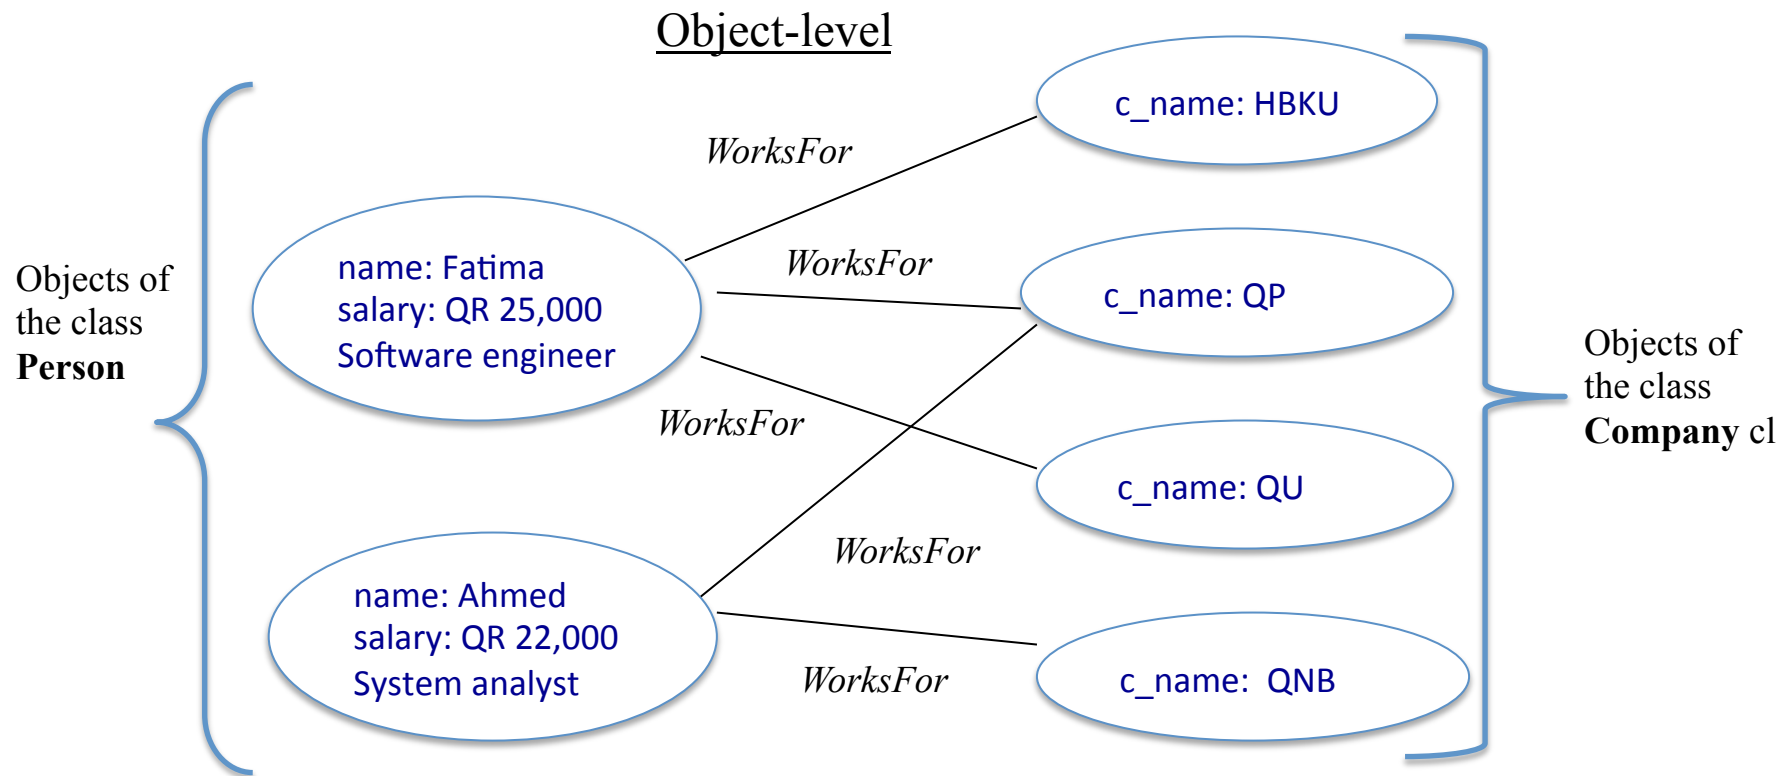 Object-level
Objects of
the class
Person
name: Fatima
salary: QR 25,000
Software engineer
name: Ahmed
salary: QR 22,000
System analyst
WorksFor
WorksFor
WorksFor
WorksFor
WorksFor
c_name: HBKU
c_name: QP
c_name: QU
c_name: QNB
Objects of
the class
Company cl